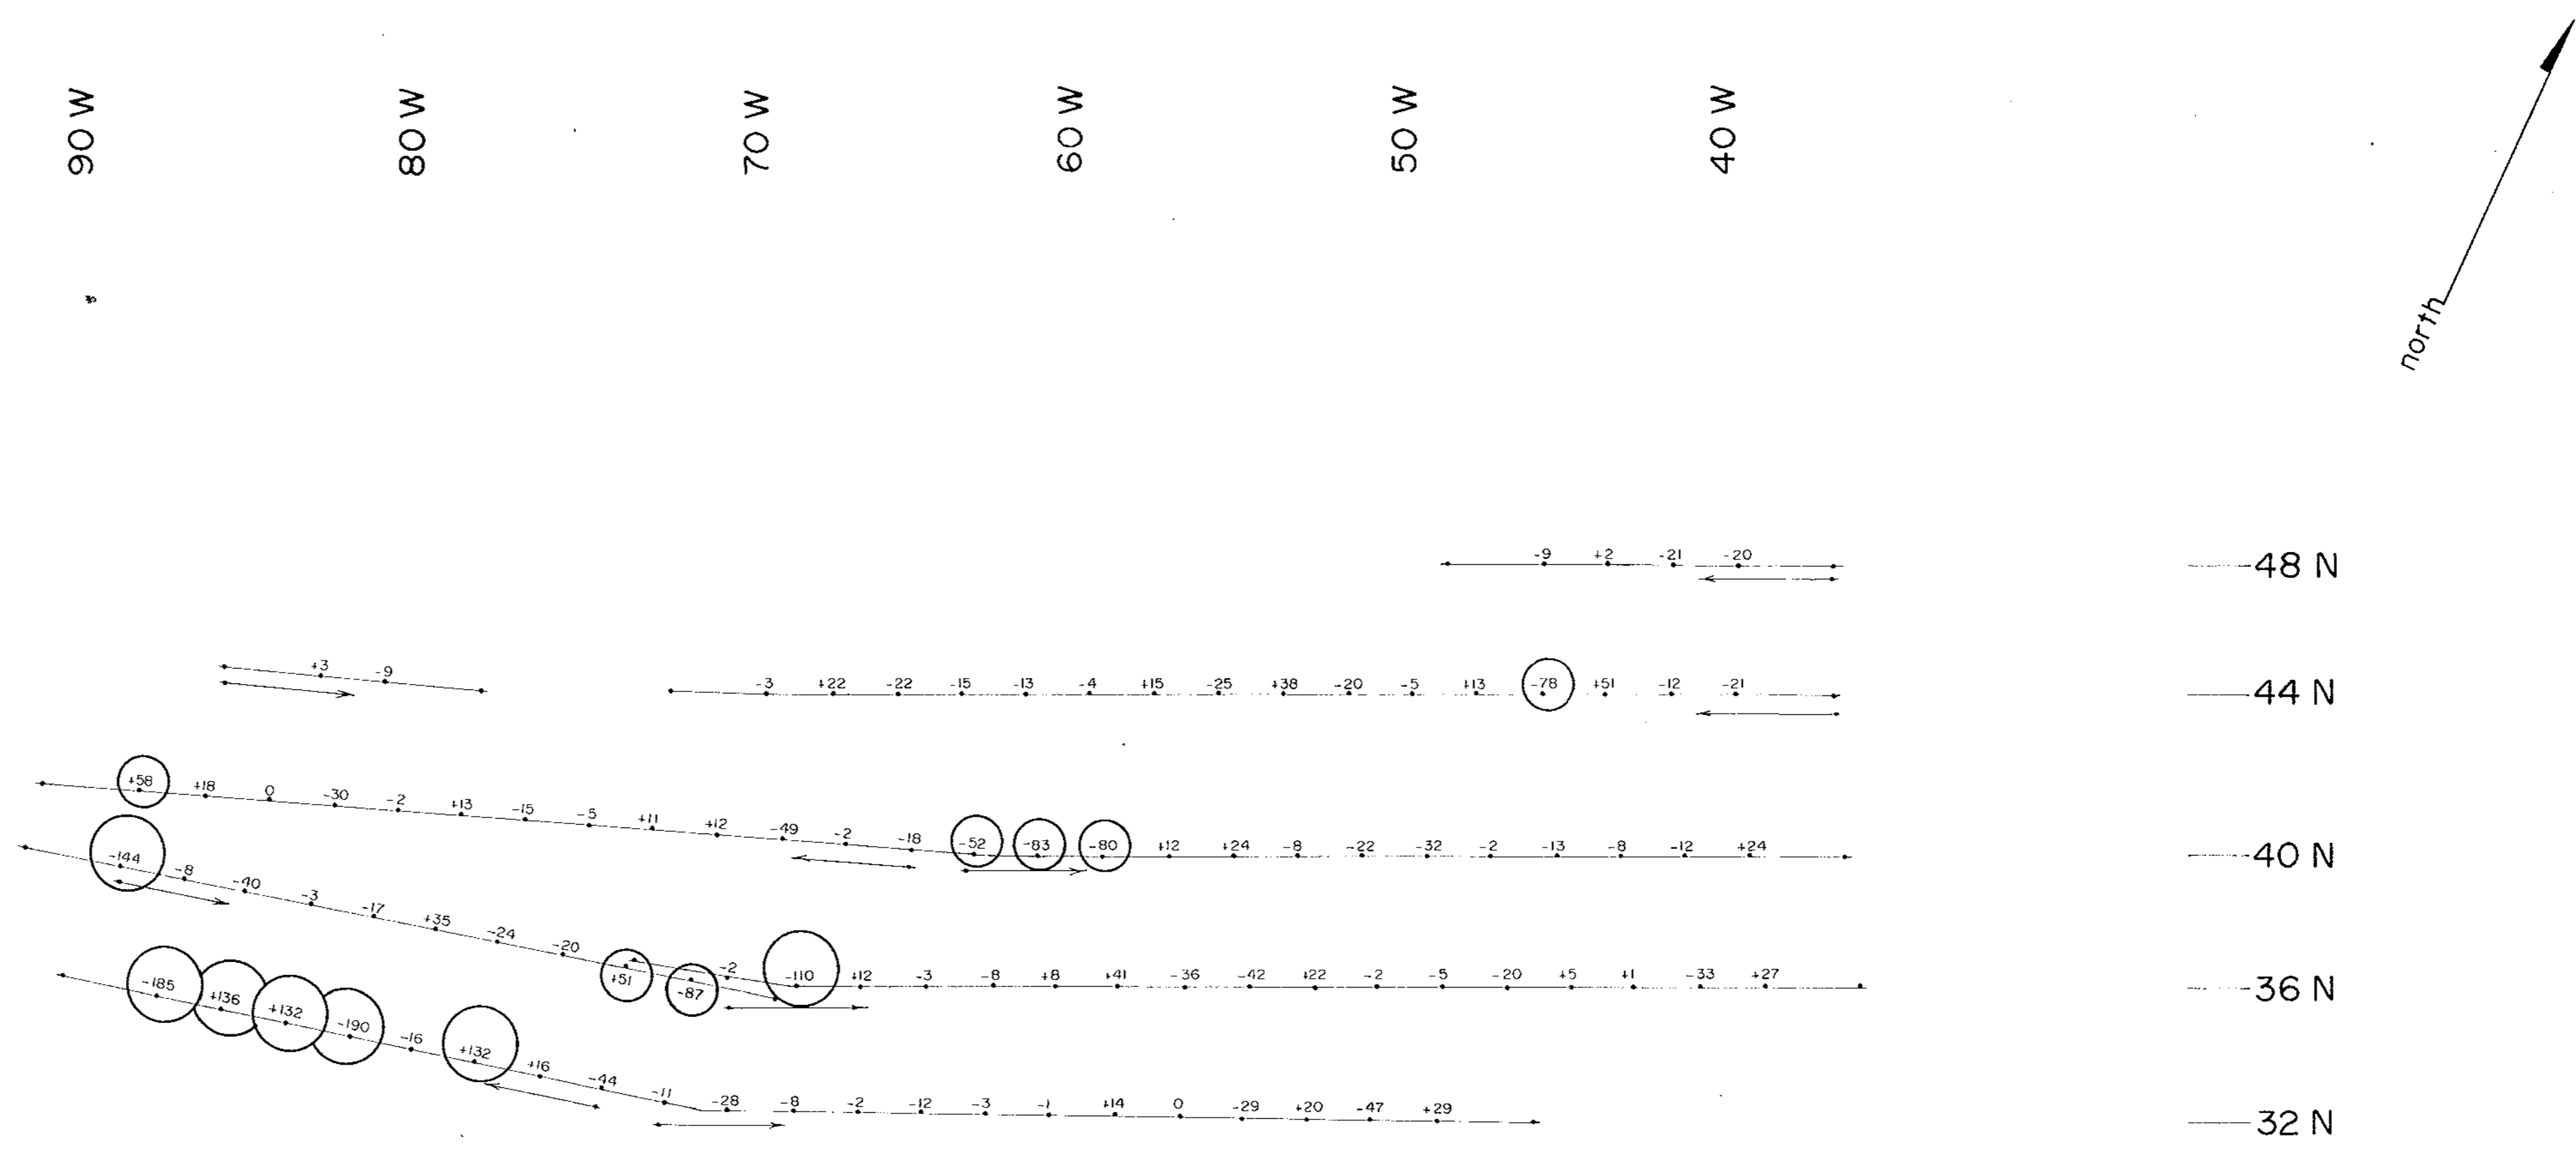 90 W 80 W 70 W 60 W 50 W 40 W
north
-9 +2 -21 -20 48 N
+3 -9
-3 +22 -22 -15 -13 -4 +15 -25 +38 -20 -5 +13 -78 +51 -12 -21 44 N
+58 +18 0 -30 -2 +13 -15 -5 +11 +12 -49 -2 -18 -52 -83 -80 +12 +24 -8 -22 -32 -2 -13 -8 -12 +24 40 N
-144 -8 -40 -3 -17 +35 -24 -20 +51 -87
-2 -110 +12 -3 -8 +8 +41 -36 -42 +22 -2 -5 -20 +5 +1 -33 +27 36 N
-185 +136 +132 -190 -16 +132 +16 -44 -11 -28 -8 -2 -12 -3 -1 +14 0 -29 +20 -47 +29 32 N